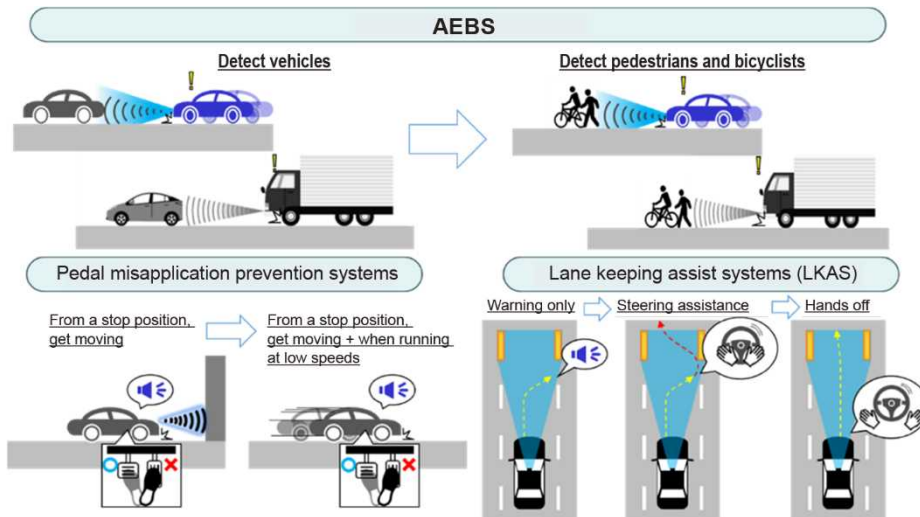 AEBS
Detect vehicles
Detect pedestrians and bicyclists
!
!
!
!
Pedal misapplication prevention systems
Lane keeping assist systems (LKAS)
From a stop position,
get moving
From a stop position,
get moving + when running
at low speeds
Warning only
Steering assistance
Hands off